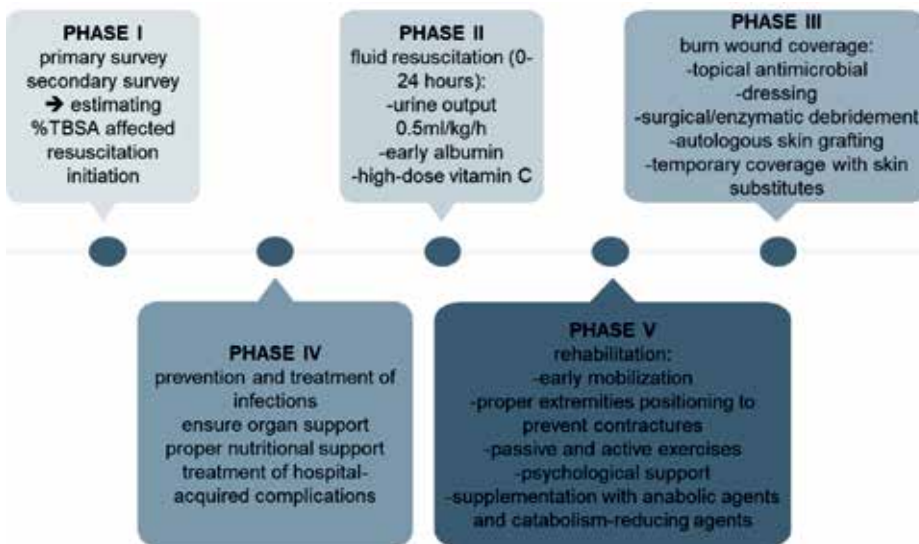 PHASE I
primary survey
secondary survey
➔ estimating
%TBSA affected
resuscitation
initiation
PHASE II
fluid resuscitation (0-
24 hours):
-urine output
0.5ml/kg/h
-early albumin
-high-dose vitamin C
PHASE III
burn wound coverage:
-topical antimicrobial
-dressing
-surgical/enzymatic debridement
-autologous skin grafting
-temporary coverage with skin
substitutes
PHASE IV
prevention and treatment of
infections
ensure organ support
proper nutritional support
treatment of hospital-
acquired complications
PHASE V
rehabilitation:
-early mobilization
-proper extremities positioning to
prevent contractures
-passive and active exercises
-psychological support
-supplementation with anabolic agents
and catabolism-reducing agents